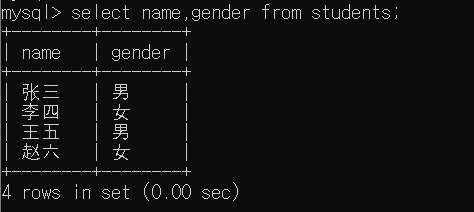 mysql> select name,gender from students;
+--------+--------+
| name   | gender |
+--------+--------+
| 张三   | 男     |
| 李四   | 女     |
| 王五   | 男     |
| 赵六   | 女     |
+--------+--------+
4 rows in set (0.00 sec)